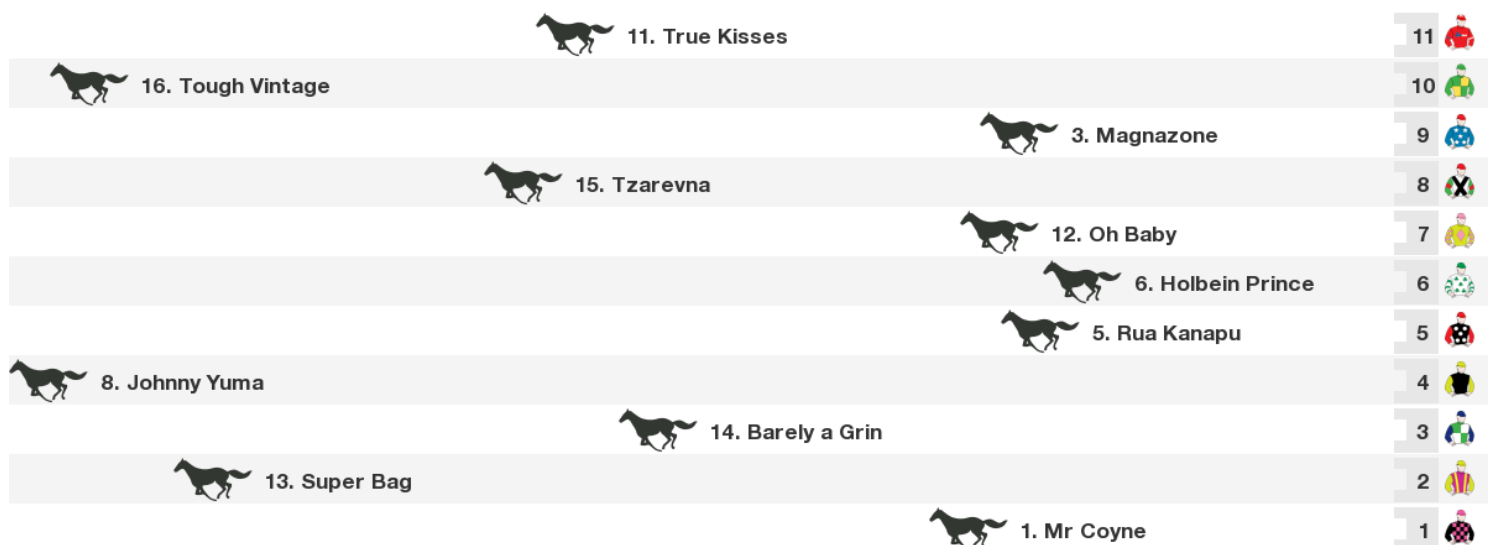 11. True Kisses 11
16. Tough Vintage 10
3. Magnazone 9
15. Tzarevna 8
12. Oh Baby 7
6. Holbein Prince 6
5. Rua Kanapu 5
8. Johnny Yuma 4
14. Barely a Grin 3
13. Super Bag 2
1. Mr Coyne 1